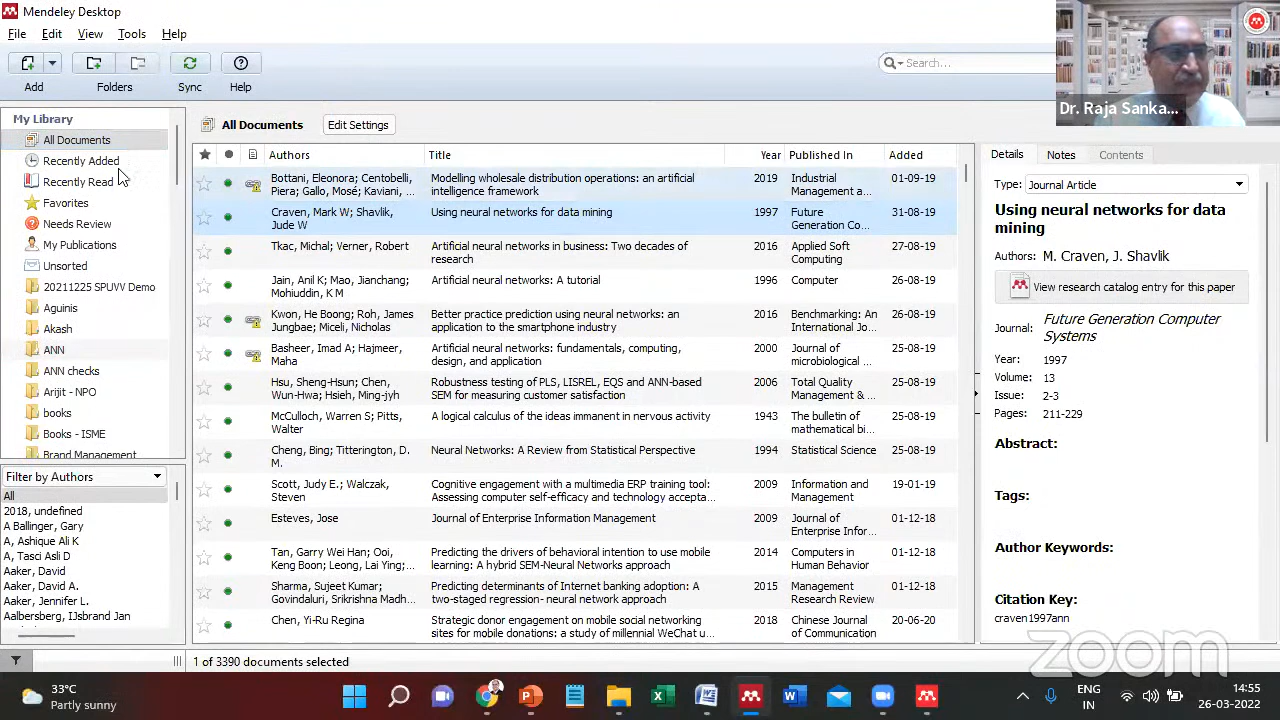 Mendeley Desktop
File Edit View Tools Help
Add Folders Sync Help
Search...
Dr. Raja Sanka...
My Library
All Documents
Recently Added
Recently Read
Favorites
Needs Review
My Publications
Unsorted
20211225 SPUVV Demo
Aguinis
Akash
ANN
ANN checks
Arijit - NPO
books
Books - ISME
Brand Management
Filter by Authors
All
2018, undefined
A Ballinger, Gary
A, Ashique Ali K
A, Tasci Asli D
Aaker, David
Aaker, David A.
Aaker, Jennifer L.
Aalbersberg, IJsbrand Jan
All Documents Edit Settings
Authors Title Year Published In Added
Bottani, Eleonora; Centobelli, Modelling wholesale distribution operations: an artificial 2019 Industrial 01-09-19
Piera; Gallo, Mosé; Kaviani, ... intelligence framework Management a...
Craven, Mark W; Shavlik, Using neural networks for data mining 1997 Future 31-08-19
Jude W Generation Co...
Tkac, Michal; Verner, Robert Artificial neural networks in business: Two decades of 2016 Applied Soft 27-08-19
research Computing
Jain, Anil K; Mao, Jianchang; Artificial neural networks: A tutorial 1996 Computer 26-08-19
Mohiuddin, K M
Kwon, He Boong; Roh, James Better practice prediction using neural networks: an 2016 Benchmarking: An 26-08-19
Jungbae; Miceli, Nicholas application to the smartphone industry International Jo...
Basheer, Imad A; Hajmeer, Artificial neural networks: fundamentals, computing, 2000 Journal of 25-08-19
Maha design, and application microbiological ...
Hsu, Sheng-Hsun; Chen, Robustness testing of PLS, LISREL, EQS and ANN-based 2006 Total Quality 25-08-19
Wun-Hwa; Hsieh, Ming-jyh SEM for measuring customer satisfaction Management &...
McCulloch, Warren S; Pitts, A logical calculus of the ideas immanent in nervous activity 1943 The bulletin of 25-08-19
Walter mathematical bi...
Cheng, Bing; Titterington, D. Neural Networks: A Review from Statistical Perspective 1994 Statistical Science 25-08-19
M.
Scott, Judy E.; Walczak, Cognitive engagement with a multimedia ERP training tool: 2009 Information and 19-01-19
Steven Assessing computer self-efficacy and technology accepta... Management
Esteves, Jose Journal of Enterprise Information Management 2009 Journal of 01-12-18
Enterprise Infor...
Tan, Garry Wei Han; Ooi, Predicting the drivers of behavioral intention to use mobile 2014 Computers in 01-12-18
Keng Boon; Leong, Lai Ying;... learning: A hybrid SEM-Neural Networks approach Human Behavior
Sharma, Sujeet Kumar; Predicting determinants of Internet banking adoption: A 2015 Management 01-12-18
Govindaluri, Srikrishna Madh... two-staged regression- neural network approach Research Review
Chen, Yi-Ru Regina Strategic donor engagement on mobile social networking 2018 Chinese Journal 20-06-20
sites for mobile donations: a study of millennial WeChat u... of Communication
1 of 3390 documents selected
Details Notes Contents
Type: Journal Article
Using neural networks for data
mining
Authors: M. Craven, J. Shavlik
View research catalog entry for this paper
Journal: Future Generation Computer
Systems
Year: 1997
Volume: 13
Issue: 2-3
Pages: 211-229
Abstract:
Tags:
Author Keywords:
Citation Key:
craven1997ann
zoom
33°C
Partly sunny
ENG
IN
14:55
26-03-2022